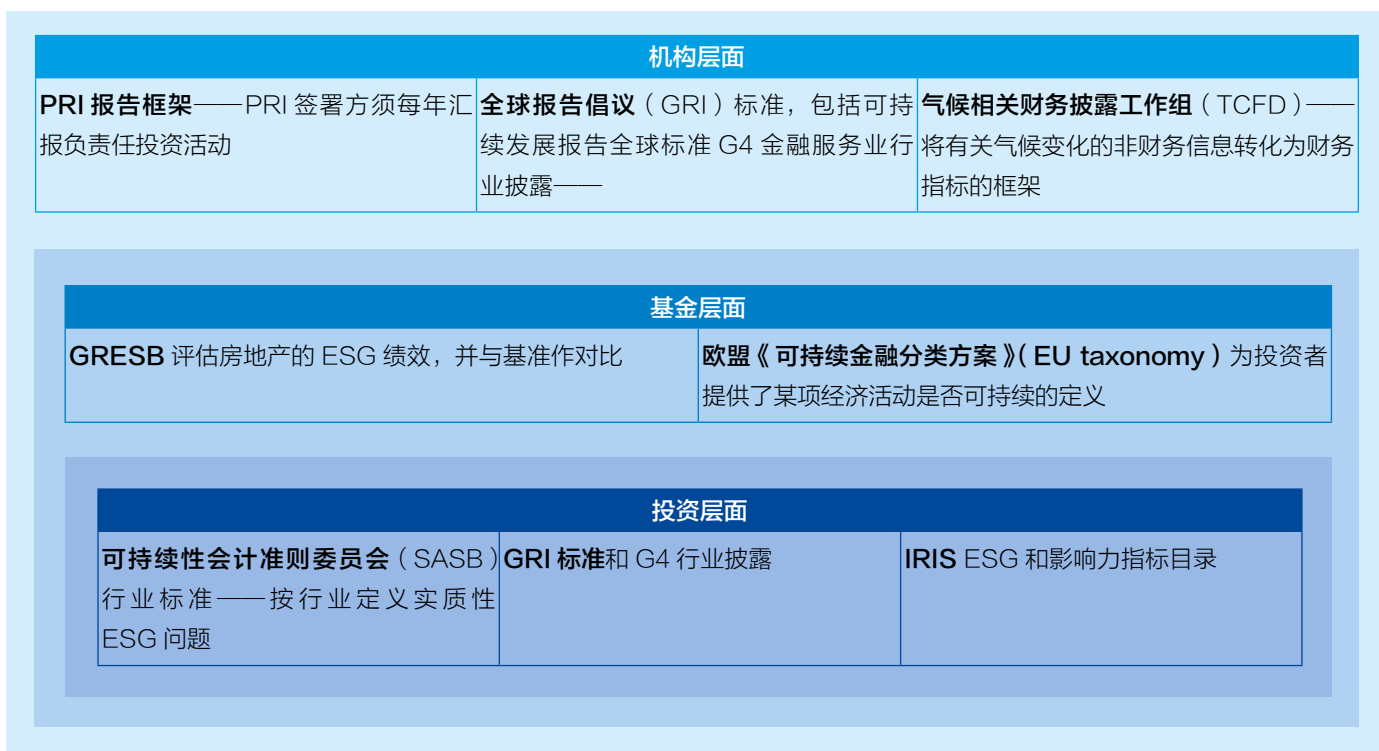 机构层面
PRI 报告框架——PRI 签署方须每年汇
报负责任投资活动
全球报告倡议（GRI）标准，包括可持
续发展报告全球标准 G4 金融服务业行
业披露——
气候相关财务披露工作组（TCFD）——
将有关气候变化的非财务信息转化为财务
指标的框架
基金层面
GRESB 评估房地产的 ESG 绩效，并与基准作对比
欧盟《可持续金融分类方案》（EU taxonomy）为投资者
提供了某项经济活动是否可持续的定义
投资层面
可持续性会计准则委员会（SASB）
行业标准——按行业定义实质性
ESG 问题
GRI 标准和 G4 行业披露
IRIS ESG 和影响力指标目录